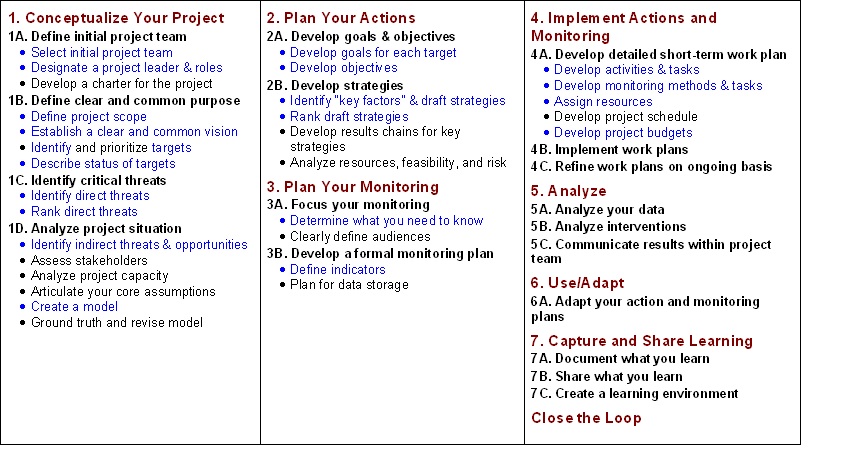 1. Conceptualize Your Project
1A. Define initial project team
• Select initial project team
• Designate a project leader & roles
• Develop a charter for the project
1B. Define clear and common purpose
• Define project scope
• Establish a clear and common vision
• Identify and prioritize targets
• Describe status of targets
1C. Identify critical threats
• Identify direct threats
• Rank direct threats
1D. Analyze project situation
• Identify indirect threats & opportunities
• Assess stakeholders
• Analyze project capacity
• Articulate your core assumptions
• Create a model
• Ground truth and revise model
2. Plan Your Actions
2A. Develop goals & objectives
• Develop goals for each target
• Develop objectives
2B. Develop strategies
• Identify "key factors" & draft strategies
• Rank draft strategies
• Develop results chains for key
strategies
• Analyze resources, feasibility, and risk
3. Plan Your Monitoring
3A. Focus your monitoring
• Determine what you need to know
• Clearly define audiences
3B. Develop a formal monitoring plan
• Define indicators
• Plan for data storage
4. Implement Actions and
Monitoring
4A. Develop detailed short-term work plan
• Develop activities & tasks
• Develop monitoring methods & tasks
• Assign resources
• Develop project schedule
• Develop project budgets
4B. Implement work plans
4C. Refine work plans on ongoing basis
5. Analyze
5A. Analyze your data
5B. Analyze interventions
5C. Communicate results within project
team
6. Use/Adapt
6A. Adapt your action and monitoring
plans
7. Capture and Share Learning
7A. Document what you learn
7B. Share what you learn
7C. Create a learning environment
Close the Loop